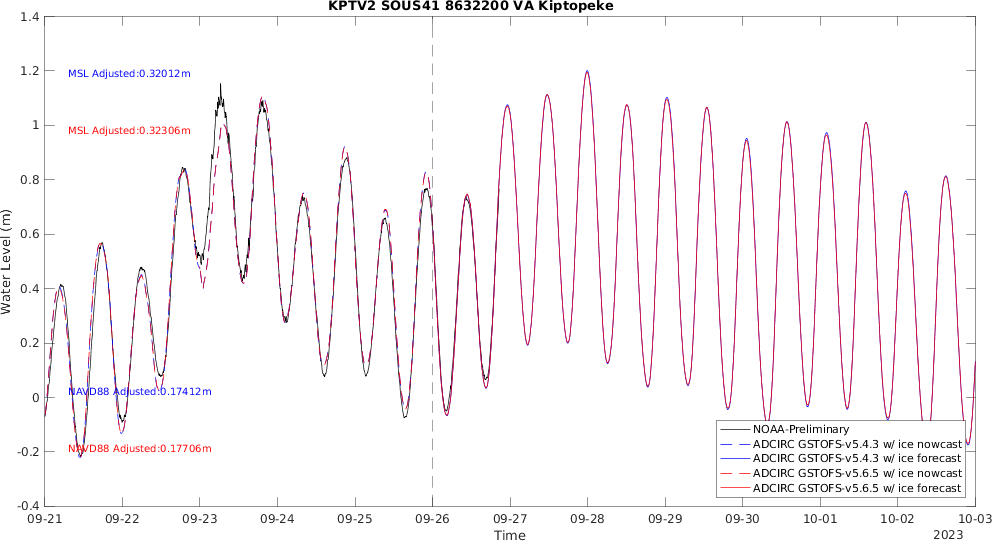 KPTV2 SOUS41 8632200 VA Kiptopeke
Water Level (m)
1.4
1.2
1
0.8
0.6
0.4
0.2
0
-0.2
-0.4
MSL Adjusted:0.32012m
MSL Adjusted:0.32306m
NAVD88 Adjusted:0.17412m
NAVD88 Adjusted:0.17706m
NOAA-Preliminary
ADCIRC GSTOFS-v5.4.3 w/ ice nowcast
ADCIRC GSTOFS-v5.4.3 w/ ice forecast
ADCIRC GSTOFS-v5.6.5 w/ ice nowcast
ADCIRC GSTOFS-v5.6.5 w/ ice forecast
09-21 09-22 09-23 09-24 09-25 09-26 09-27 09-28 09-29 09-30 10-01 10-02 10-03
Time
2023